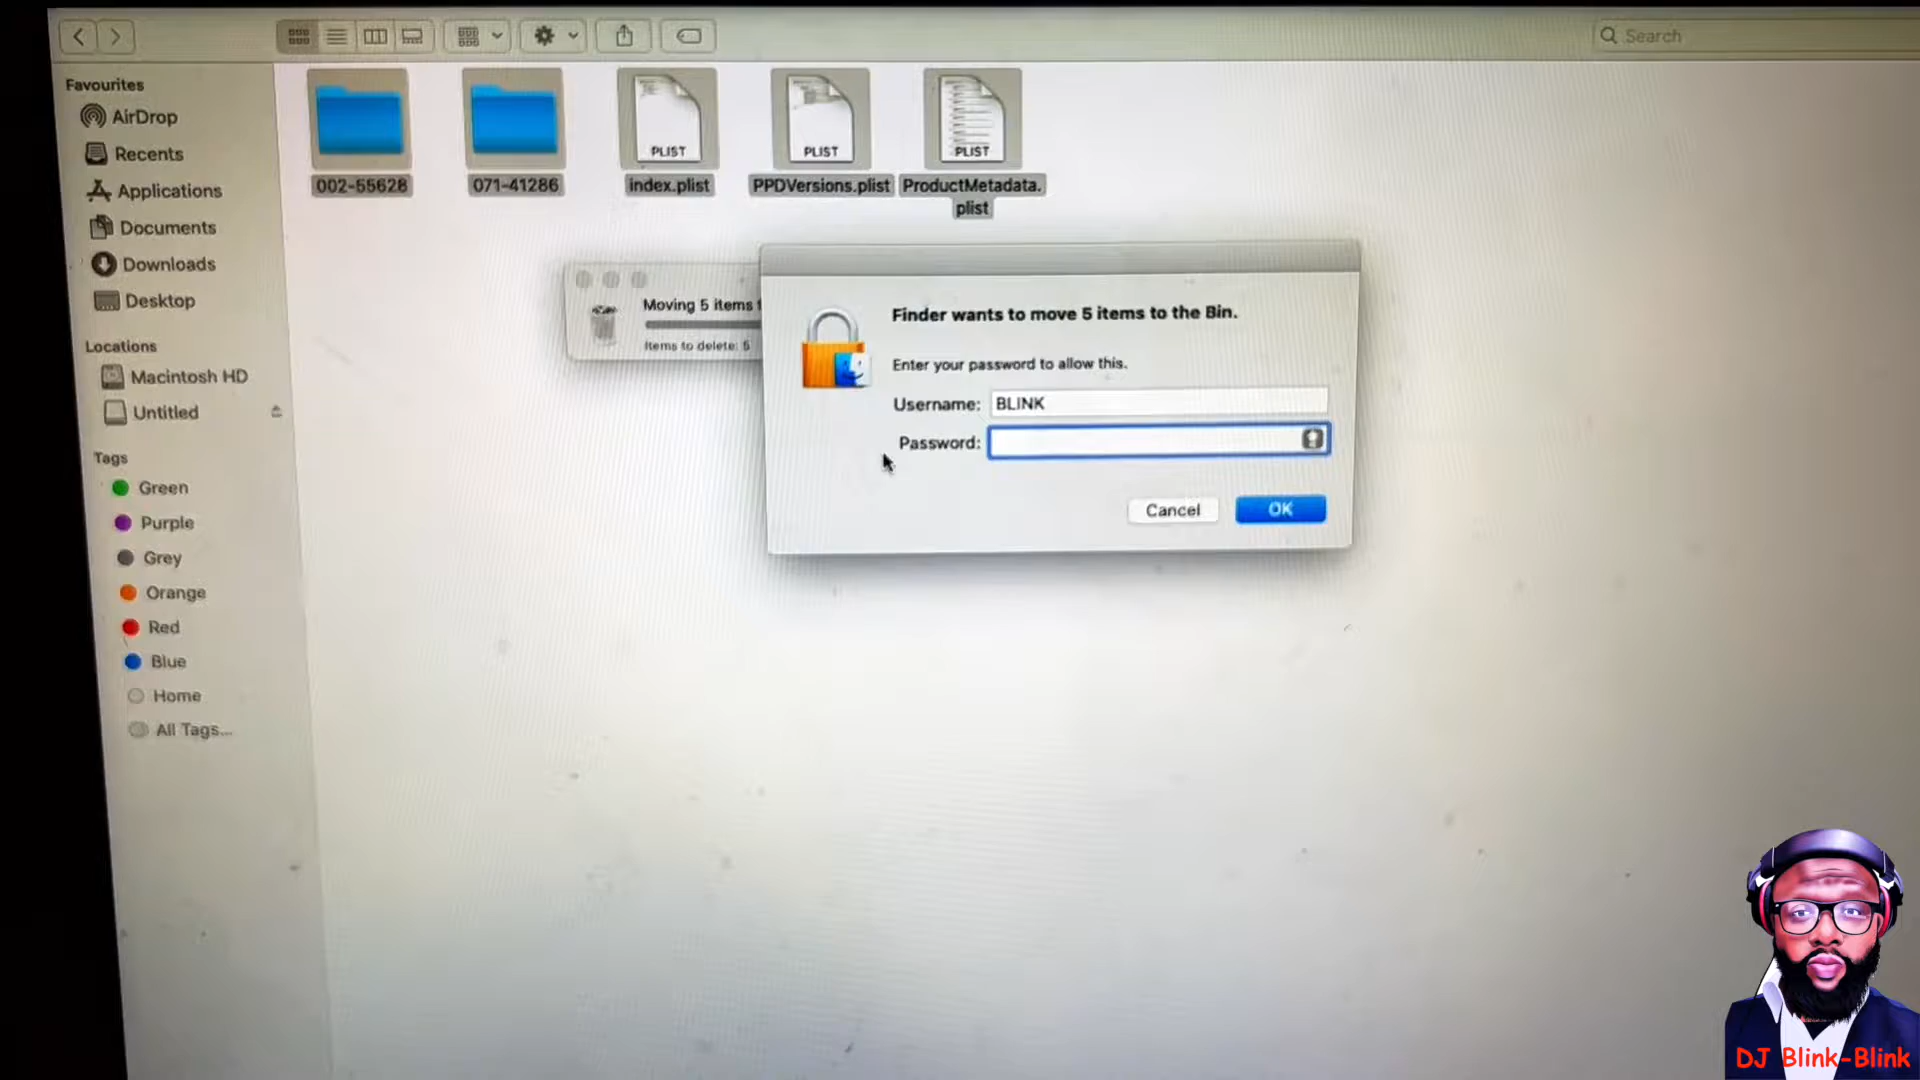 Search
Favourites
AirDrop
Recents
Applications
Documents
Downloads
Desktop
Locations
Macintosh HD
Untitled
Tags
Green
Purple
Grey
Orange
Red
Blue
Home
All Tags...
PLIST
PLIST
PLIST
002-55628
071-41286
index.plist
PPDVersions.plist
ProductMetadata.
plist
Moving 5 items
Items to delete: 5
Finder wants to move 5 items to the Bin.
Enter your password to allow this.
Username: BLINK
Password:
Cancel
OK
DJ Blink-Blink